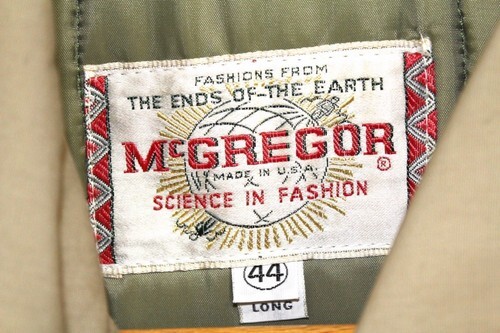 FASHIONS FROM
THE ENDS OF THE EARTH
McGREGOR ®
MADE IN U.S.A.
SCIENCE IN FASHION
44
LONG